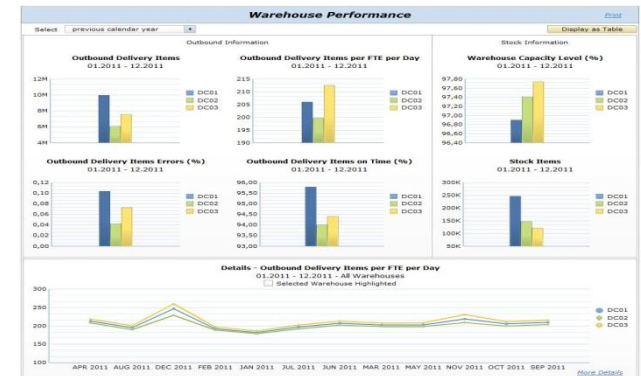 Warehouse Performance
Print
Select previous calendar year
Display as Table
Outbound Information
Stock Information
Outbound Delivery Items
01.2011 - 12.2011
12M
10M
8M
6M
4M
DC01
DC02
DC03
Outbound Delivery Items per FTE per Day
01.2011 - 12.2011
215
210
205
200
195
190
DC01
DC02
DC03
Warehouse Capacity Level (%)
01.2011 - 12.2011
97,80
97,60
97,40
97,20
97,00
96,80
96,60
96,40
DC01
DC02
DC03
Outbound Delivery Items Errors (%)
01.2011 - 12.2011
0,12
0,10
0,08
0,06
0,04
0,02
0,00
DC01
DC02
DC03
Outbound Delivery Items on Time (%)
01.2011 - 12.2011
96,00
95,50
95,00
94,50
94,00
93,50
93,00
DC01
DC02
DC03
Stock Items
01.2011 - 12.2011
300K
250K
200K
150K
100K
50K
DC01
DC02
DC03
Details - Outbound Delivery Items per FTE per Day
01.2011 - 12.2011 - All Warehouses
Selected Warehouse Highlighted
300
250
200
150
100
DC01
DC02
DC03
APR 2011 AUG 2011 DEC 2011 FEB 2011 JAN 2011 JUL 2011 JUN 2011 MAR 2011 MAY 2011 NOV 2011 OCT 2011 SEP 2011
More Details